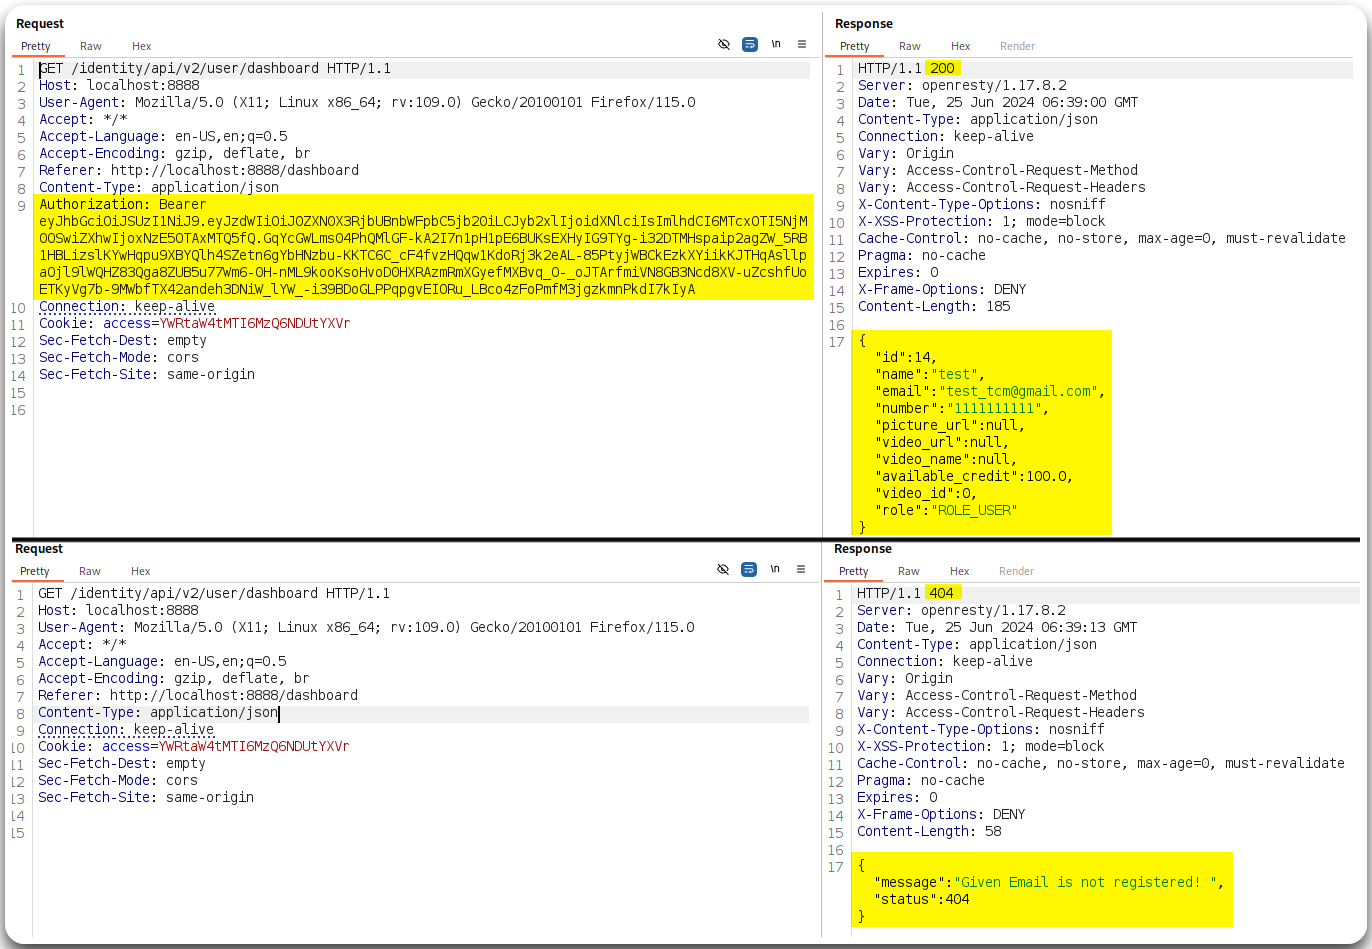 Request
Pretty Raw Hex
\n
1 GET /identity/api/v2/user/dashboard HTTP/1.1
2 Host: localhost:8888
3 User-Agent: Mozilla/5.0 (X11; Linux x86_64; rv:109.0) Gecko/20100101 Firefox/115.0
4 Accept: */*
5 Accept-Language: en-US,en;q=0.5
6 Accept-Encoding: gzip, deflate, br
7 Referer: http://localhost:8888/dashboard
8 Content-Type: application/json
9 Authorization: Bearer
eyJhbGciOiJSUzI1NiJ9.eyJzdWIiOiJ0ZXN0X3RjbUBnbWFpbC5jb20iLCJyb2xlIjoidXNlciIsImlhdCI6MTcxOTI5NjM
0OSwiZXhwIjoxNzE5OTAxMTQ5fQ.GqYcGWLms04PhQMlGF-kA2I7n1pH1pE6BUKsEXHyIG9TYg-i32DTMHspaip2agZW_5RB
1HBLizslKYwHqpu9XBYQlh4SZetn6gYbHNzbu-KKTC6C_cF4fvzHQqw1KdoRj3k2eAL-85PtyjWBCkEzkXYiikKJTHqAsllp
aOjl9lWQHZ83Qga8ZUB5u77Wm6-0H-nML9kooKsoHvoD0HXRAzmRmXGyefMXBvq_O-_oJTArfmiVN8GB3Ncd8XV-uZcshfUo
ETKyVg7b-9MWbfTX42andeh3DNiW_lYW_-i39BDoGLPPqpgvEIORu_LBco4zFoPmfM3jgzkmnPkdI7kIyA
10 Connection: keep-alive
11 Cookie: access=YWRtaW4tMTI6MzQ6NDUtYXVr
12 Sec-Fetch-Dest: empty
13 Sec-Fetch-Mode: cors
14 Sec-Fetch-Site: same-origin
15
16
Response
Pretty Raw Hex Render
1 HTTP/1.1 200
2 Server: openresty/1.17.8.2
3 Date: Tue, 25 Jun 2024 06:39:00 GMT
4 Content-Type: application/json
5 Connection: keep-alive
6 Vary: Origin
7 Vary: Access-Control-Request-Method
8 Vary: Access-Control-Request-Headers
9 X-Content-Type-Options: nosniff
10 X-XSS-Protection: 1; mode=block
11 Cache-Control: no-cache, no-store, max-age=0, must-revalidate
12 Pragma: no-cache
13 Expires: 0
14 X-Frame-Options: DENY
15 Content-Length: 185
16
17 {
"id":14,
"name":"test",
"email":"test_tcm@gmail.com",
"number":"1111111111",
"picture_url":null,
"video_url":null,
"video_name":null,
"available_credit":100.0,
"video_id":0,
"role":"ROLE_USER"
}
Request
Pretty Raw Hex
\n
1 GET /identity/api/v2/user/dashboard HTTP/1.1
2 Host: localhost:8888
3 User-Agent: Mozilla/5.0 (X11; Linux x86_64; rv:109.0) Gecko/20100101 Firefox/115.0
4 Accept: */*
5 Accept-Language: en-US,en;q=0.5
6 Accept-Encoding: gzip, deflate, br
7 Referer: http://localhost:8888/dashboard
8 Content-Type: application/json
9 Connection: keep-alive
10 Cookie: access=YWRtaW4tMTI6MzQ6NDUtYXVr
11 Sec-Fetch-Dest: empty
12 Sec-Fetch-Mode: cors
13 Sec-Fetch-Site: same-origin
14
15
Response
Pretty Raw Hex Render
1 HTTP/1.1 404
2 Server: openresty/1.17.8.2
3 Date: Tue, 25 Jun 2024 06:39:13 GMT
4 Content-Type: application/json
5 Connection: keep-alive
6 Vary: Origin
7 Vary: Access-Control-Request-Method
8 Vary: Access-Control-Request-Headers
9 X-Content-Type-Options: nosniff
10 X-XSS-Protection: 1; mode=block
11 Cache-Control: no-cache, no-store, max-age=0, must-revalidate
12 Pragma: no-cache
13 Expires: 0
14 X-Frame-Options: DENY
15 Content-Length: 58
16
17 {
"message":"Given Email is not registered! ",
"status":404
}